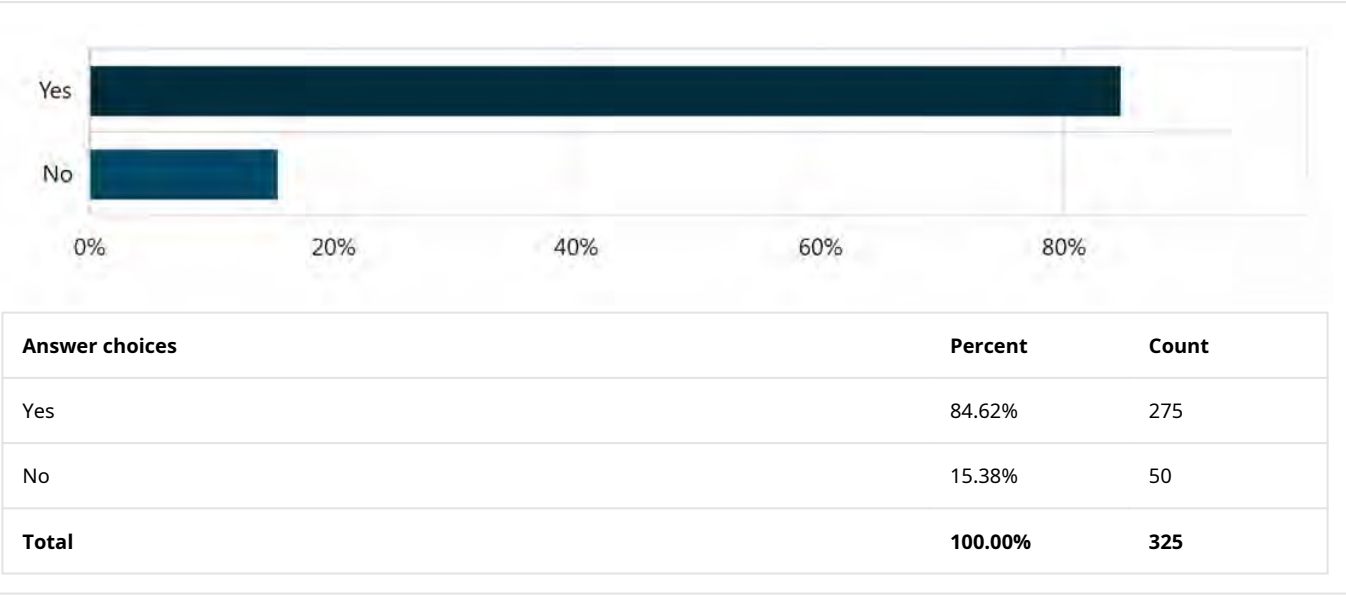 Yes
No
0% 20% 40% 60% 80%
Answer choices Percent Count
Yes 84.62% 275
No 15.38% 50
Total 100.00% 325